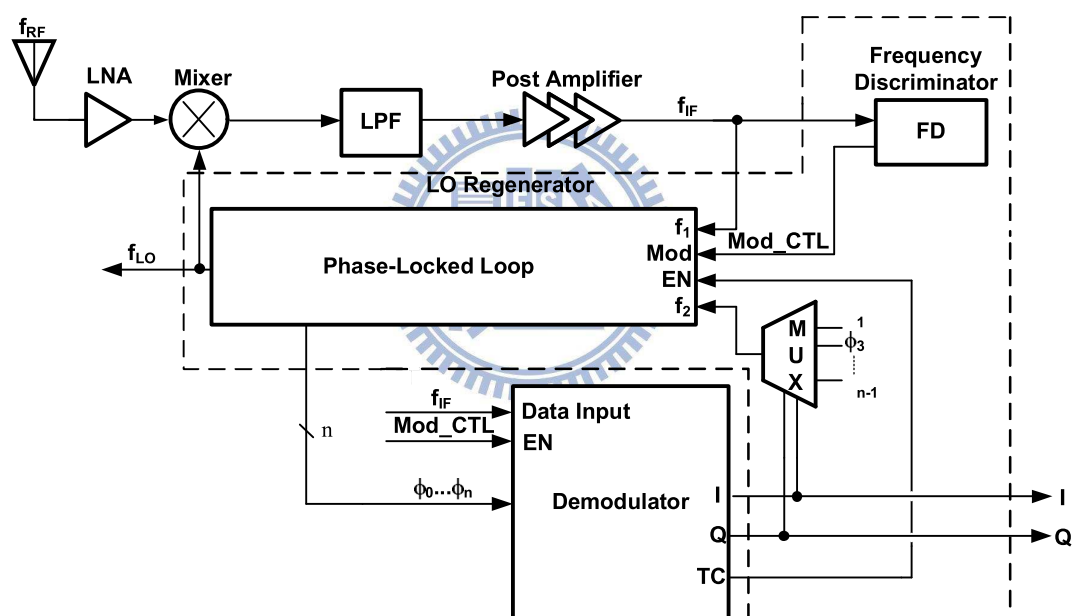 fRF
LNA
Mixer
LPF
Post Amplifier
fIF
Frequency
Discriminator
FD
LO Regenerator
fLO
Phase-Locked Loop
f1
Mod
EN
f2
Mod_CTL
M
U
X
1
ϕ3
n-1
n
fIF
Mod_CTL
ϕ0...ϕn
Data Input
EN
Demodulator
I
Q
TC
I
Q